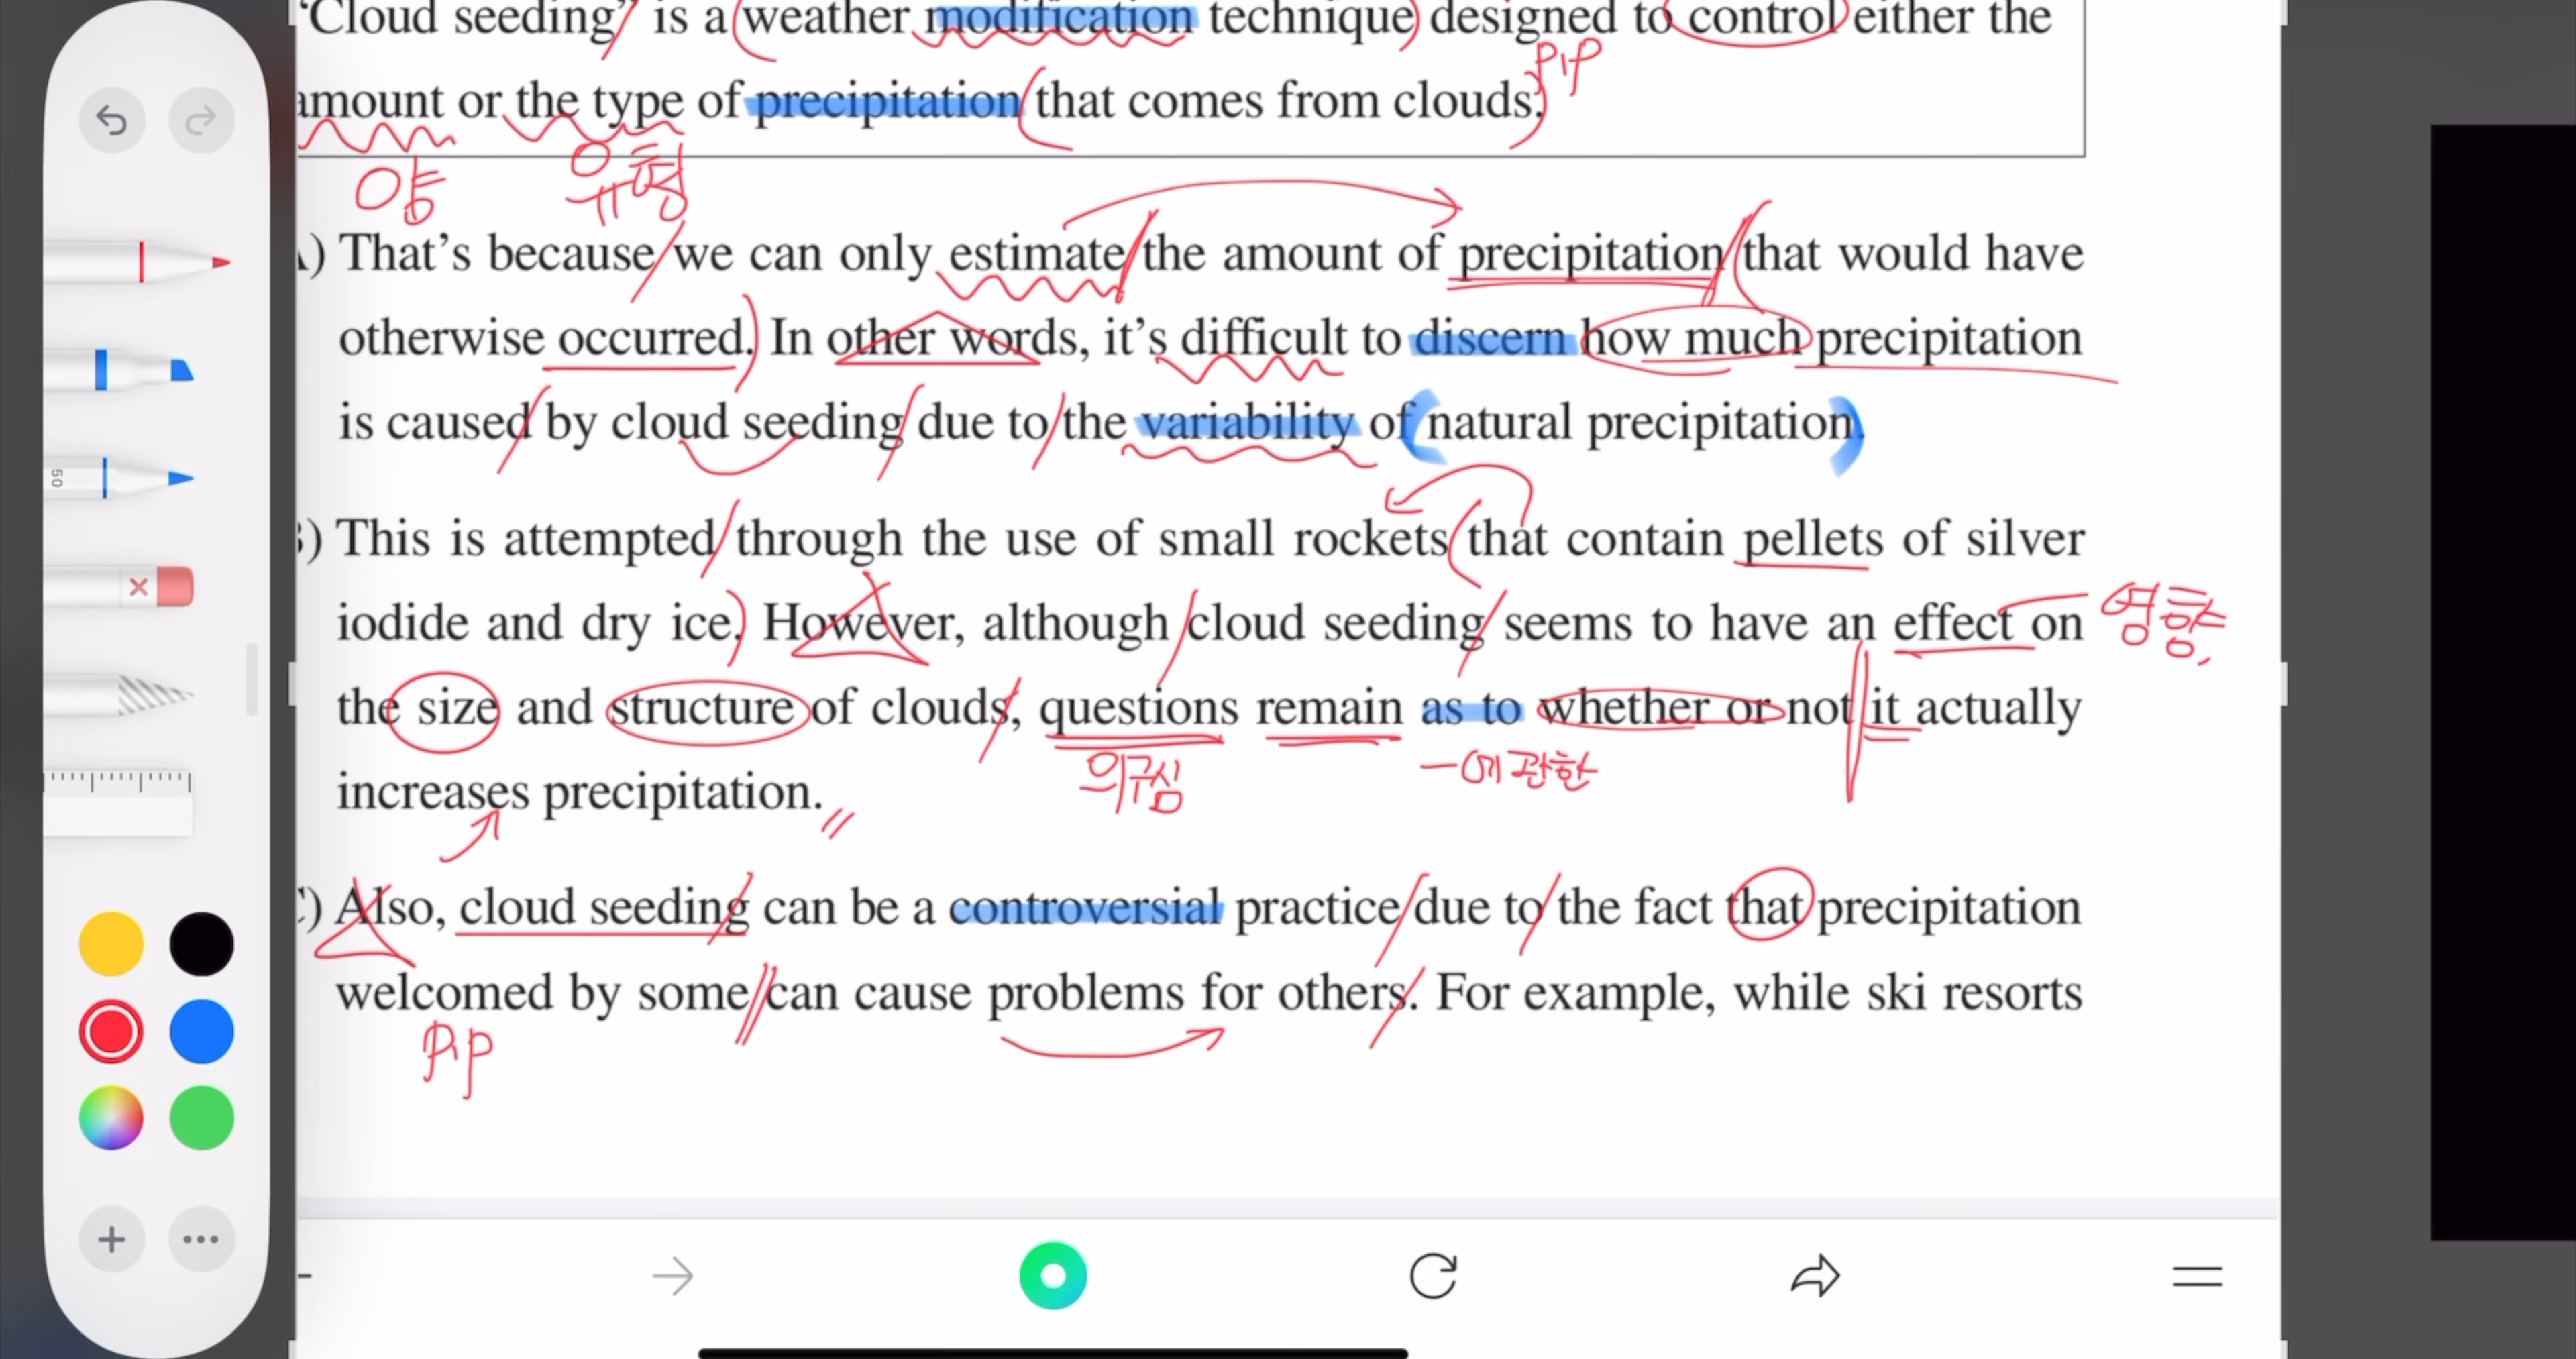 “Cloud seeding” is a weather modification technique designed to control either the
PIP
amount or the type of precipitation that comes from clouds.
양 유형
A) That’s because we can only estimate the amount of precipitation that would have
otherwise occurred. In other words, it’s difficult to discern how much precipitation
is caused by cloud seeding due to the variability of natural precipitation.
B) This is attempted through the use of small rockets that contain pellets of silver
iodide and dry ice. However, although cloud seeding seems to have an effect on 영향
the size and structure of clouds, questions remain as to whether or not it actually
의구심 ~에 관한
increases precipitation.
C) Also, cloud seeding can be a controversial practice due to the fact that precipitation
welcomed by some can cause problems for others. For example, while ski resorts
P.p
50